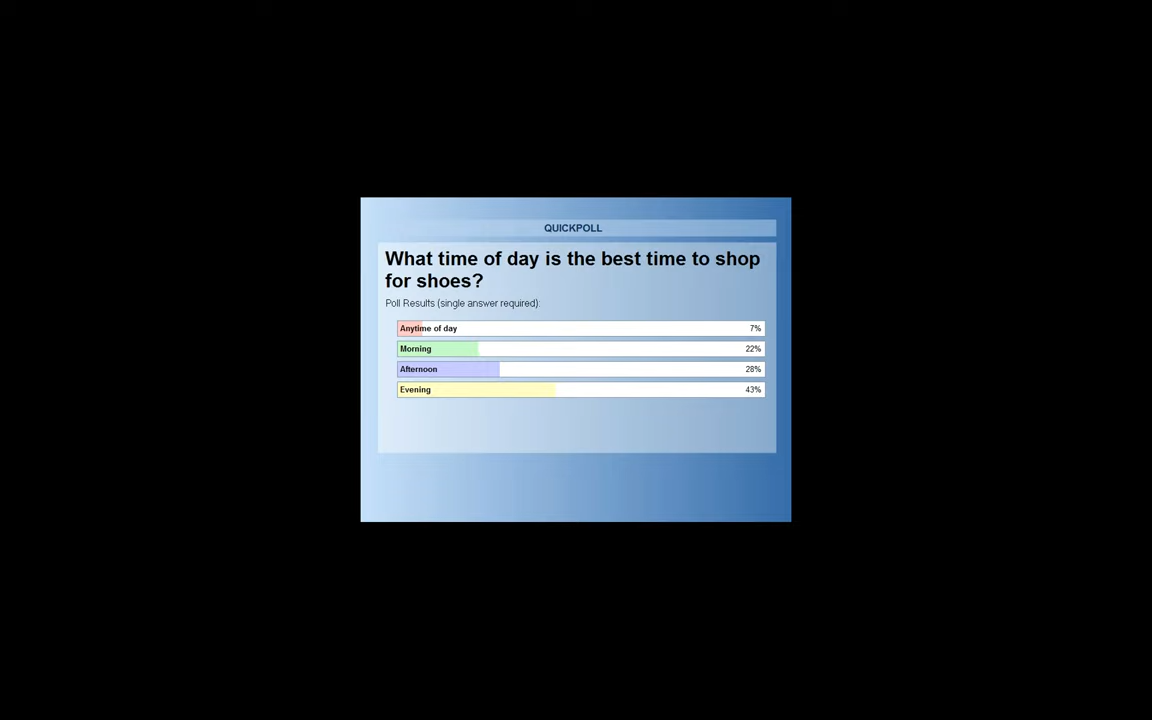 QUICKPOLL
What time of day is the best time to shop
for shoes?
Poll Results (single answer required):
Anytime of day 7%
Morning 22%
Afternoon 28%
Evening 43%